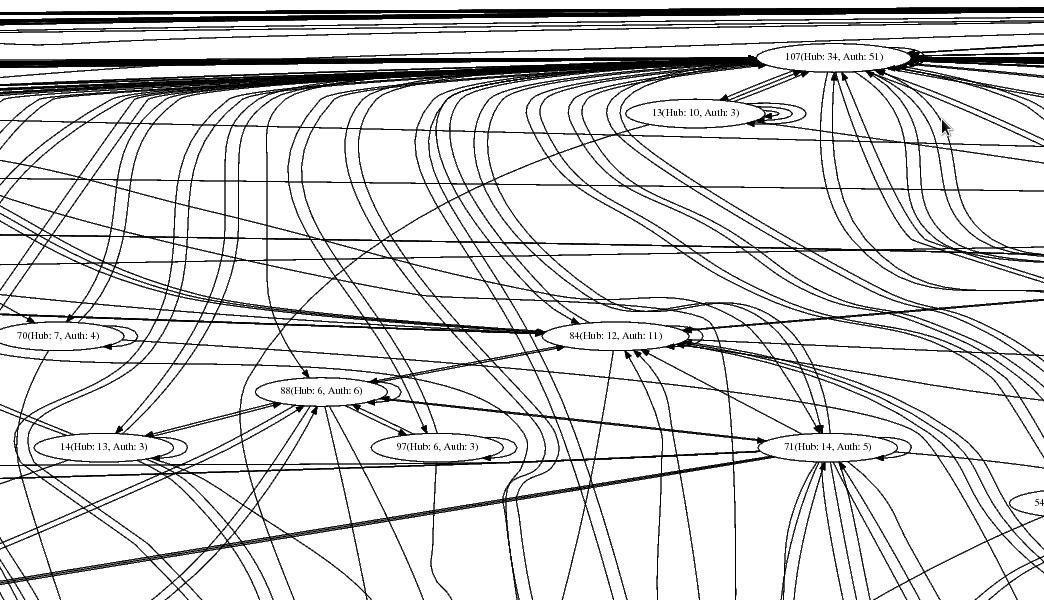 107(Hub: 34, Auth: 51)
13(Hub: 10, Auth: 3)
70(Hub: 7, Auth: 4)
84(Hub: 12, Auth: 11)
88(Hub: 6, Auth: 6)
14(Hub: 13, Auth: 3)
97(Hub: 6, Auth: 3)
71(Hub: 14, Auth: 5)
54